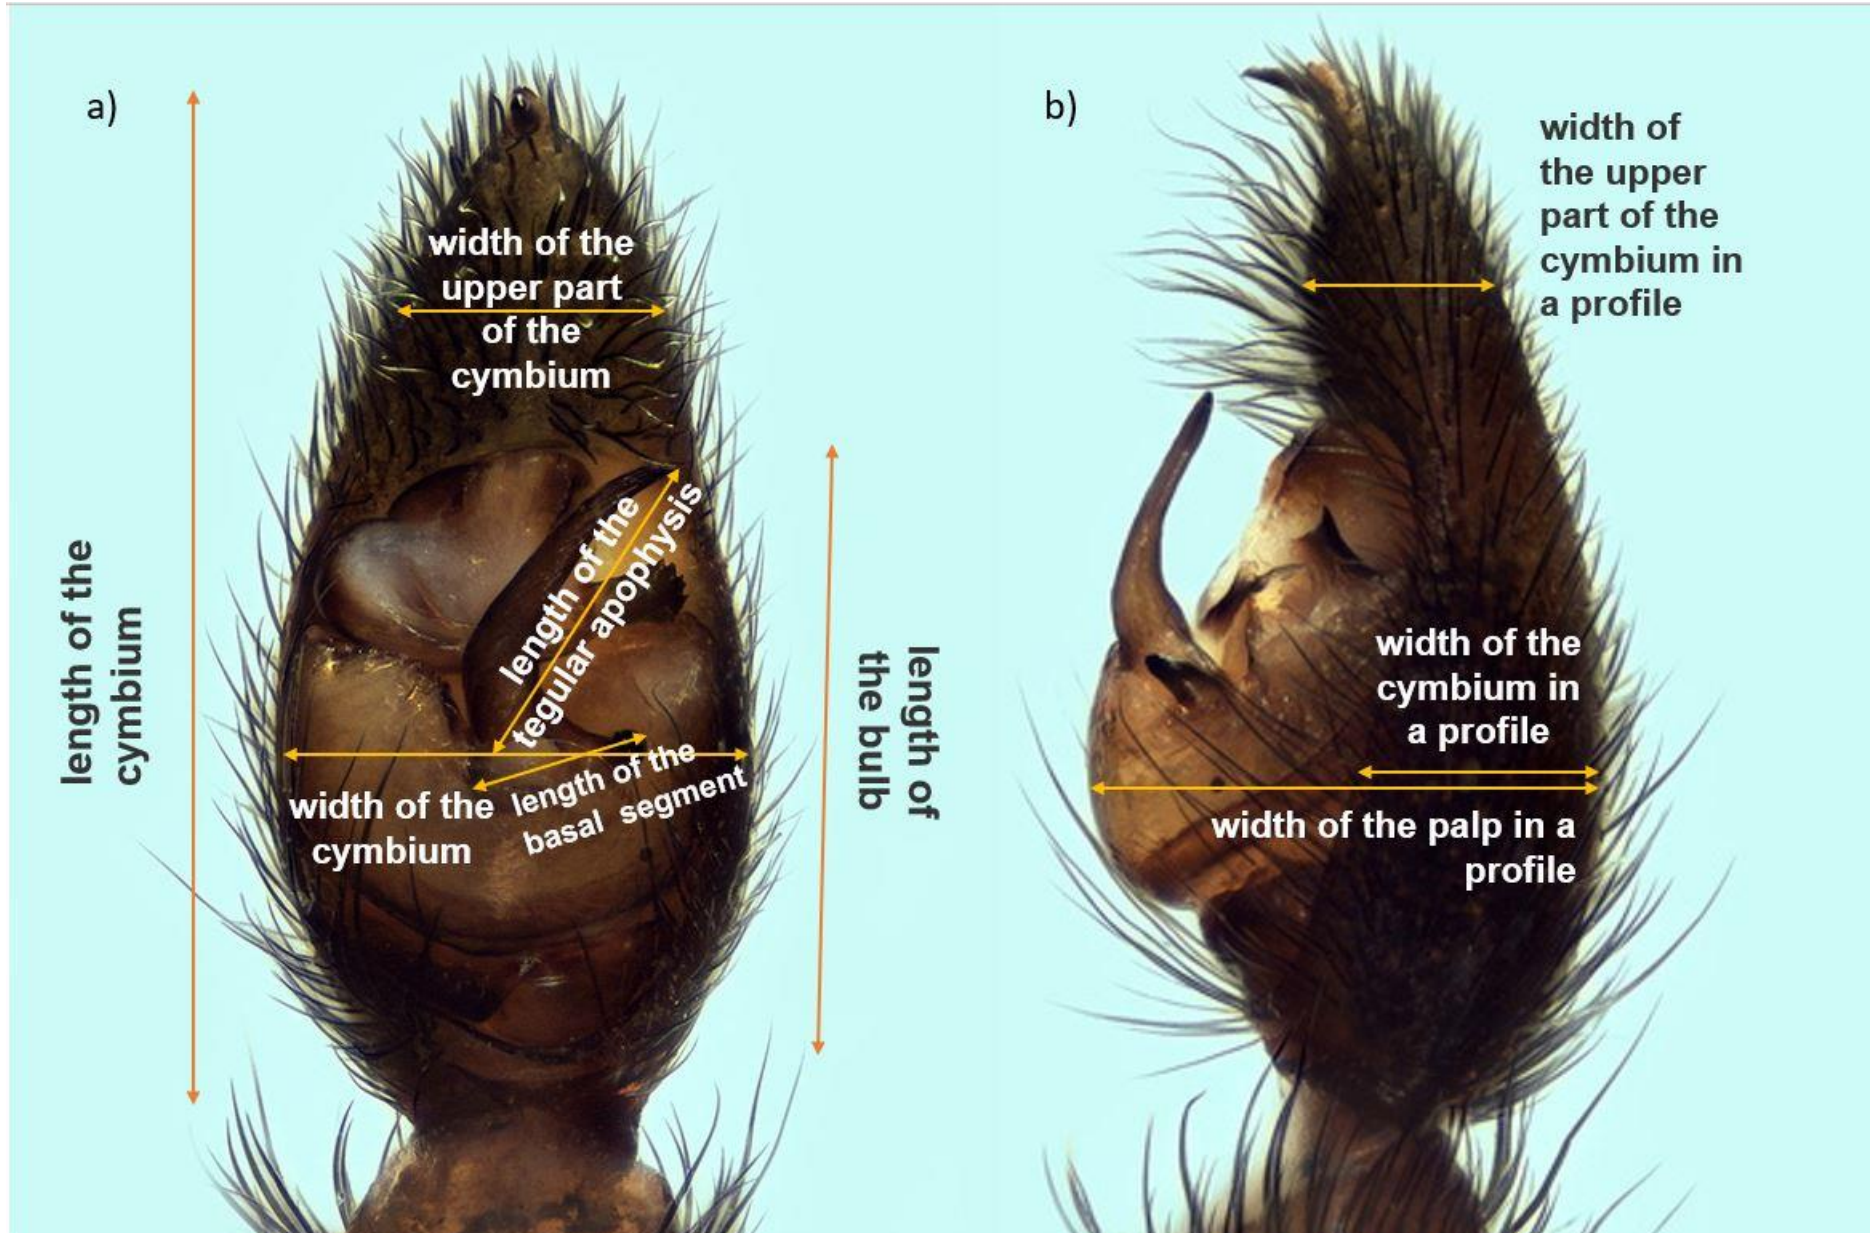 a)
width of the
upper part
of the
cymbium
length of the
cymbium
length of the
tegular apophysis
length of the
basal segment
width of the
cymbium
length of
the bulb
b)
width of
the upper
part of the
cymbium in
a profile
width of the
cymbium in
a profile
width of the palp in a
profile